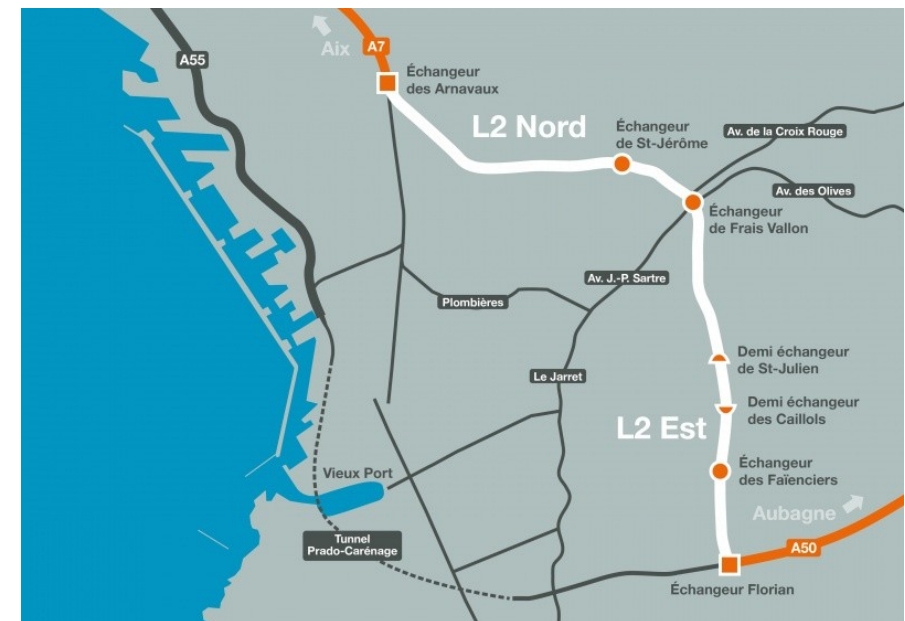 A55
A7
Aix
Échangeur
des Arnavaux
L2 Nord
Échangeur
de St-Jérôme
Av. de la Croix Rouge
Av. des Olives
Échangeur
de Frais Vallon
Av. J.-P. Sartre
Plombières
Demi échangeur
de St-Julien
Le Jarret
Demi échangeur
des Caillols
L2 Est
Échangeur
des Faïenciers
Vieux Port
Aubagne
Tunnel
Prado-Carénage
A50
Échangeur Florian